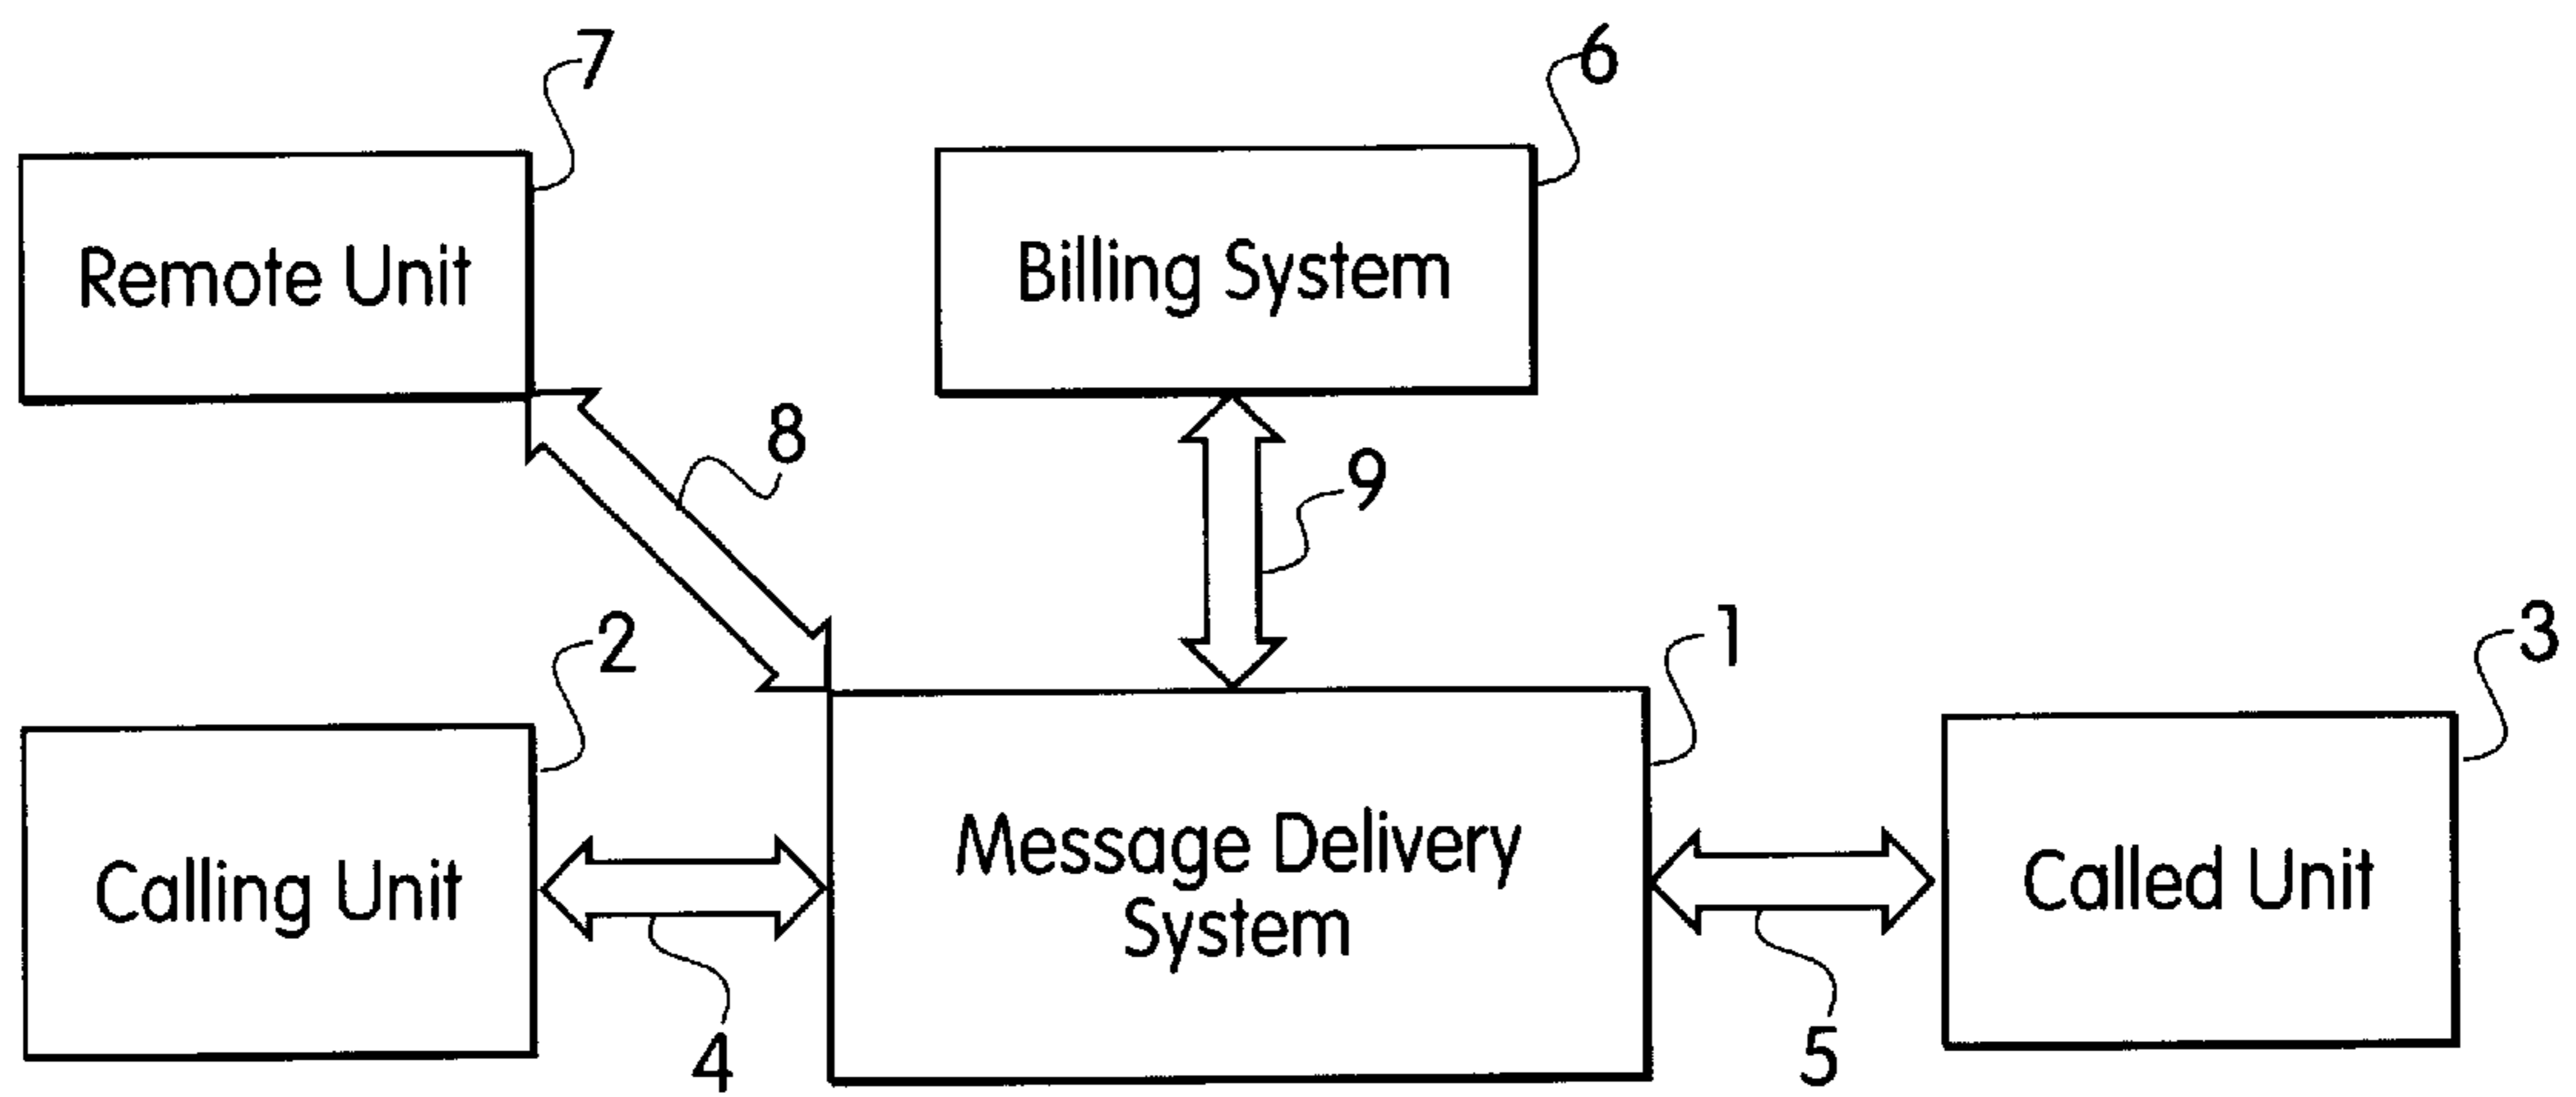 7
6
Remote Unit
Billing System
8
9
2
1
3
Calling Unit
Message Delivery
System
Called Unit
4
5